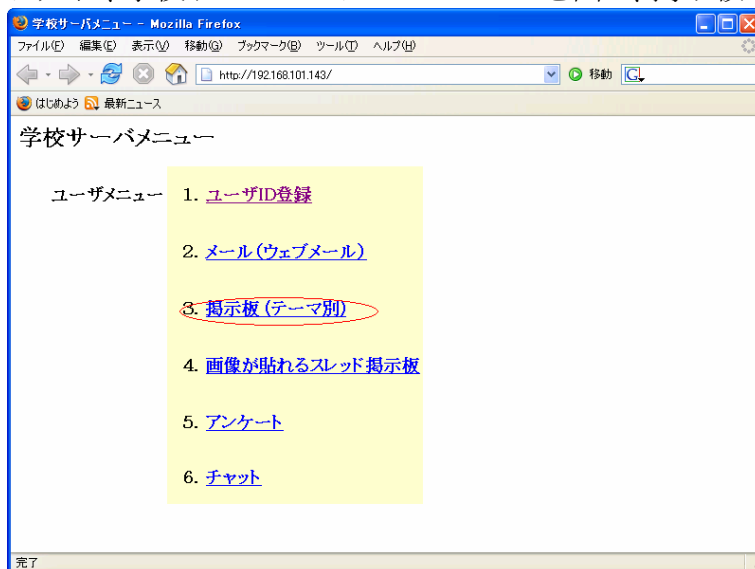 学校サーバメニュー - Mozilla Firefox
ファイル(F) 編集(E) 表示(V) 移動(G) ブックマーク(B) ツール(T) ヘルプ(H)
http://192.168.101.143/ 移動 G
はじめよう 最新ニュース
学校サーバメニュー
ユーザメニュー 1. ユーザID登録
2. メール(ウェブメール)
3. 掲示板 (テーマ別)
4. 画像が貼れるスレッド掲示板
5. アンケート
6. チャット
完了